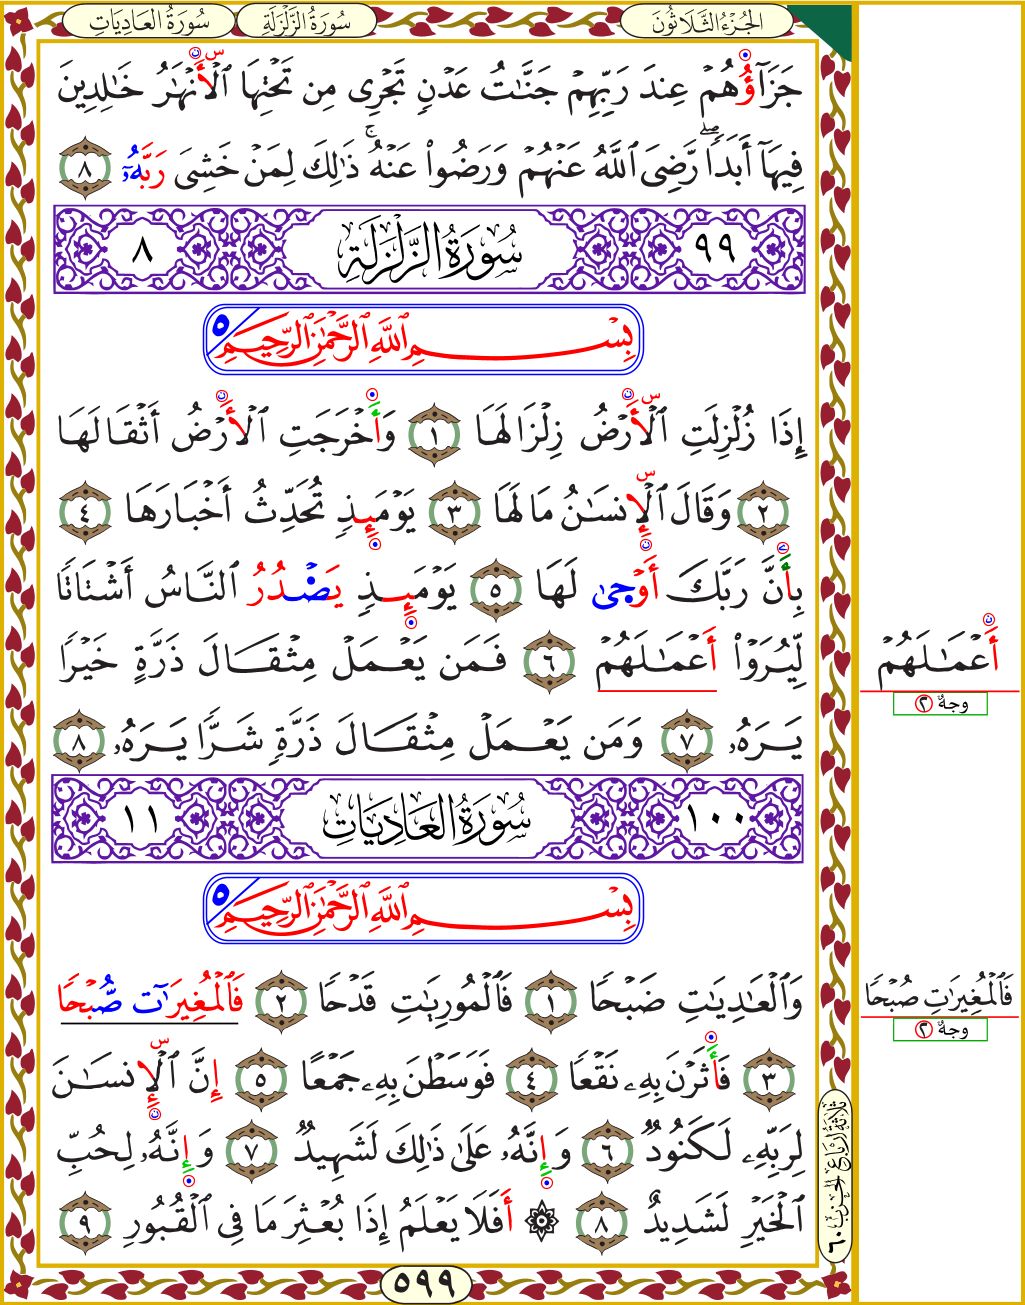 الجُزْءُ الثَّلَاثُونَ
سُورَةُ الزَّلْزَلَةِ
سُورَةُ العَادِيَاتِ
جَزَآؤُهُمْ عِندَ رَبِّهِمْ جَنَّٰتُ عَدْنٍ تَجْرِى مِن تَحْتِهَا ٱلْأَنْهَٰرُ خَٰلِدِينَ
فِيهَآ أَبَدًاۖ رَّضِىَ ٱللَّهُ عَنْهُمْ وَرَضُوا۟ عَنْهُۚ ذَٰلِكَ لِمَنْ خَشِىَ رَبَّهُۥ ٨
٩٩ سُورَةُ الزَّلْزَلَةِ ٨
بِسْمِ ٱللَّهِ ٱلرَّحْمَٰنِ ٱلرَّحِيمِ ٥
إِذَا زُلْزِلَتِ ٱلْأَرْضُ زِلْزَالَهَا ١ وَأَخْرَجَتِ ٱلْأَرْضُ أَثْقَالَهَا
٢ وَقَالَ ٱلْإِنسَٰنُ مَا لَهَا ٣ يَوْمَئِذٍ تُحَدِّثُ أَخْبَارَهَا ٤
بِأَنَّ رَبَّكَ أَوْحَىٰ لَهَا ٥ يَوْمَئِذٍ يَصْدُرُ ٱلنَّاسُ أَشْتَاتًا
لِّيُرَوْا۟ أَعْمَٰلَهُمْ ٦ فَمَن يَعْمَلْ مِثْقَالَ ذَرَّةٍ خَيْرًا
يَرَهُۥ ٧ وَمَن يَعْمَلْ مِثْقَالَ ذَرَّةٍ شَرًّا يَرَهُۥ ٨
١٠٠ سُورَةُ العَادِيَاتِ ١١
بِسْمِ ٱللَّهِ ٱلرَّحْمَٰنِ ٱلرَّحِيمِ ٥
وَٱلْعَٰدِيَٰتِ ضَبْحًا ١ فَٱلْمُورِيَٰتِ قَدْحًا ٢ فَٱلْمُغِيرَٰت صُّبْحًا
٣ فَأَثَرْنَ بِهِۦ نَقْعًا ٤ فَوَسَطْنَ بِهِۦ جَمْعًا ٥ إِنَّ ٱلْإِنسَٰنَ
لِرَبِّهِۦ لَكَنُودٌ ٦ وَإِنَّهُۥ عَلَىٰ ذَٰلِكَ لَشَهِيدٌ ٧ وَإِنَّهُۥ لِحُبِّ
ٱلْخَيْرِ لَشَدِيدٌ ٨ ۞ أَفَلَا يَعْلَمُ إِذَا بُعْثِرَ مَا فِى ٱلْقُبُورِ ٩
أَعْمَٰلَهُمْ
وجهٌ ٢
فَٱلْمُغِيرَٰتِ صُبْحًا
وجهٌ ٢
ثلاثة أرباع الحزب ٦٠
٥٩٩